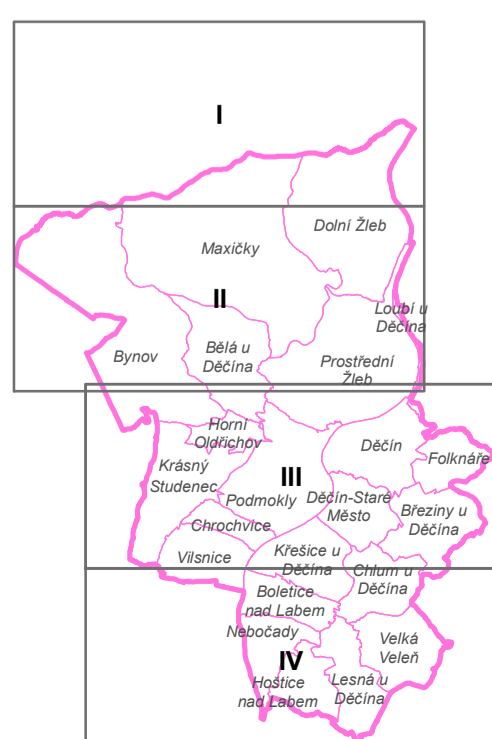 I
Dolní Žleb
Maxičky
II
Loubí u
Děčína
Bynov
Bělá u
Děčína
Prostřední
Žleb
Horní
Oldřichov
Děčín
Folknáře
Krásný
Studenec
III
Podmokly
Děčín-Staré
Město
Březiny u
Děčína
Chrochvice
Vilsnice
Křešice u
Děčína
Chlum u
Děčína
Boletice
nad Labem
Nebočady
Velká
Veleň
IV
Hoštice
nad Labem
Lesná u
Děčína